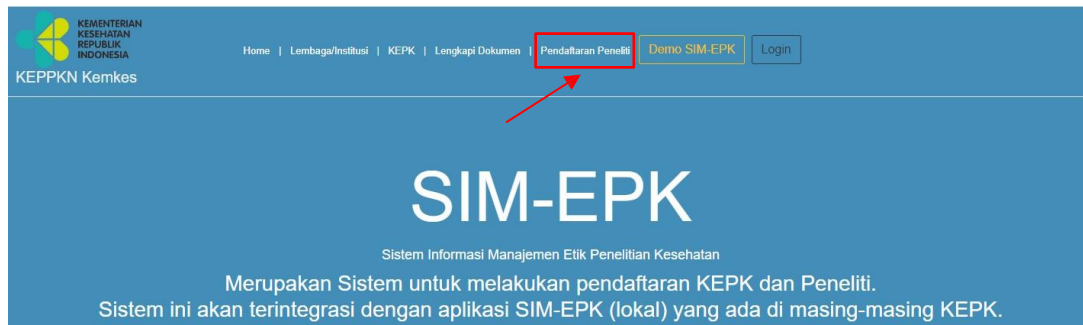 KEMENTERIAN
KESEHATAN
REPUBLIK
INDONESIA
KEPPKN Kemkes
Home | Lembaga/Institusi | KEPK | Lengkapi Dokumen | Pendaftaran Peneliti Demo SIM-EPK Login
SIM-EPK
Sistem Informasi Manajemen Etik Penelitian Kesehatan
Merupakan Sistem untuk melakukan pendaftaran KEPK dan Peneliti.
Sistem ini akan terintegrasi dengan aplikasi SIM-EPK (lokal) yang ada di masing-masing KEPK.